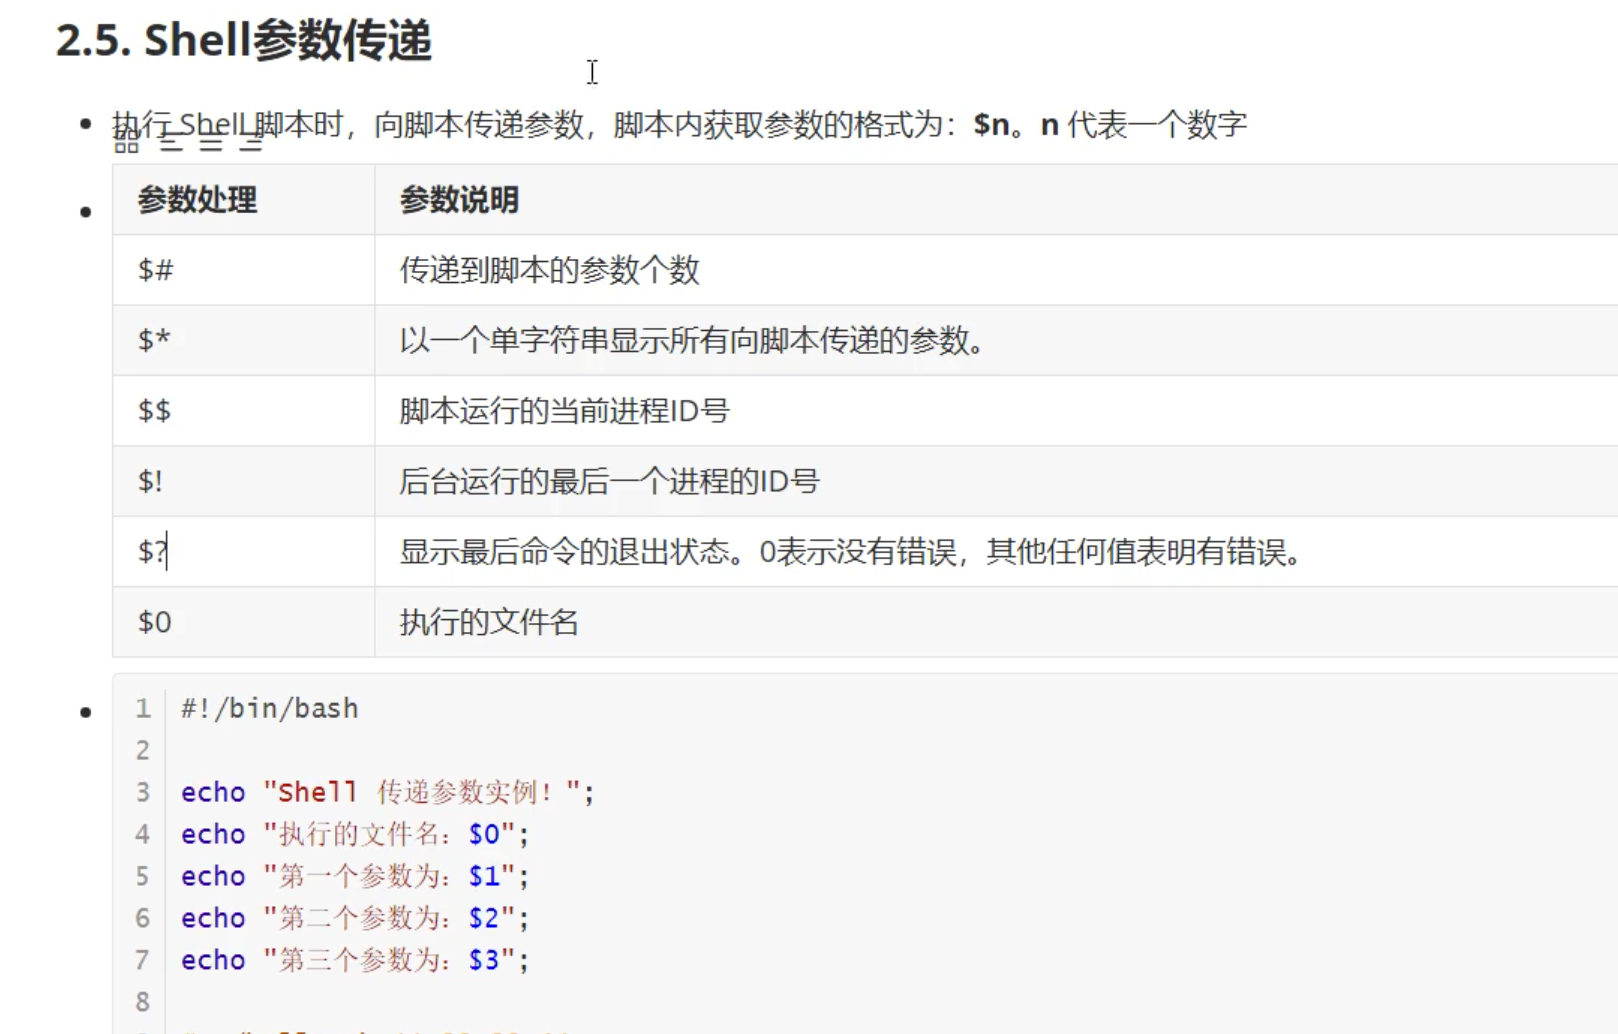 2.5. Shell参数传递
执行 Shell 脚本时，向脚本传递参数，脚本内获取参数的格式为：$n。n 代表一个数字
参数处理 参数说明
$# 传递到脚本的参数个数
$* 以一个单字符串显示所有向脚本传递的参数。
$$ 脚本运行的当前进程ID号
$! 后台运行的最后一个进程的ID号
$? 显示最后命令的退出状态。0表示没有错误，其他任何值表明有错误。
$0 执行的文件名
1 #!/bin/bash
2
3 echo "Shell 传递参数实例！";
4 echo "执行的文件名：$0";
5 echo "第一个参数为：$1";
6 echo "第二个参数为：$2";
7 echo "第三个参数为：$3";
8